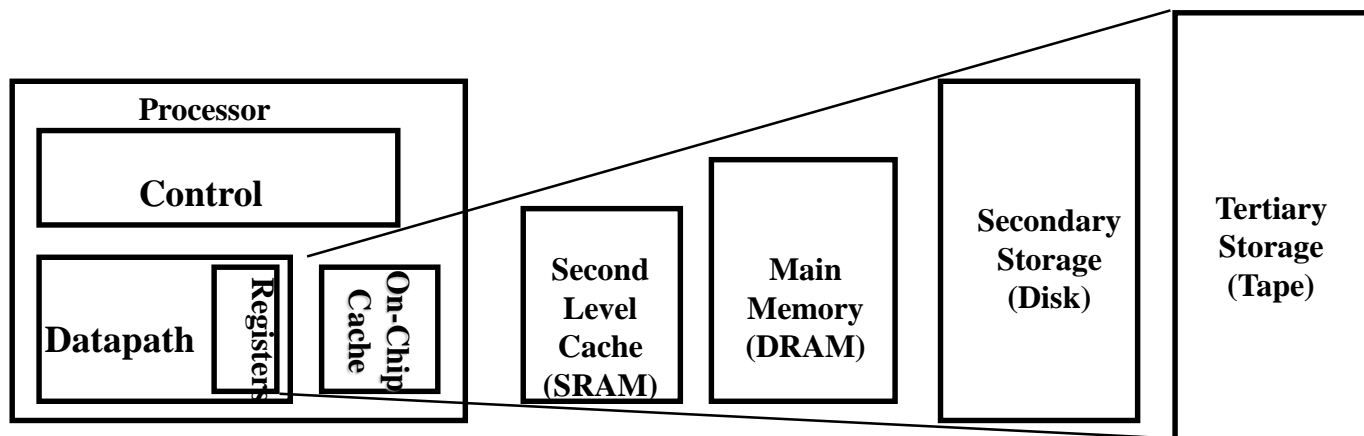 Processor
Control
Datapath
Registers
On-Chip
Cache
Second
Level
Cache
(SRAM)
Main
Memory
(DRAM)
Secondary
Storage
(Disk)
Tertiary
Storage
(Tape)